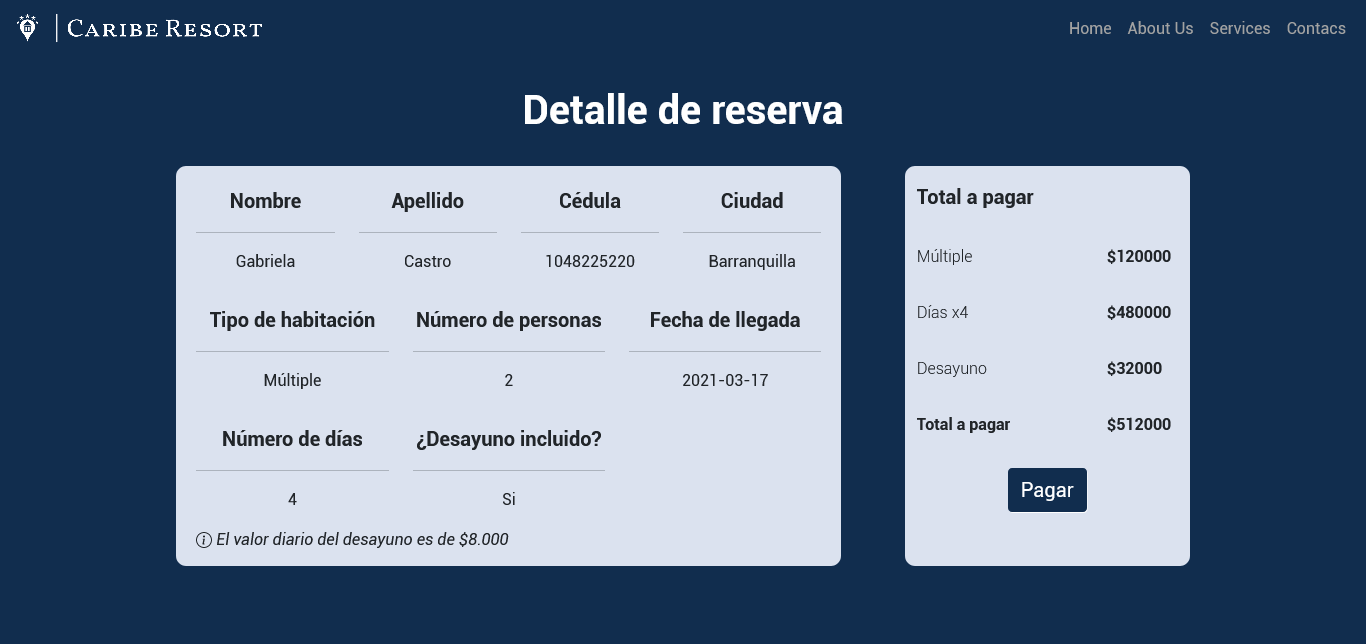 CARIBE RESORT
Home About Us Services Contacs
Detalle de reserva
Nombre Apellido Cédula Ciudad
Gabriela Castro 1048225220 Barranquilla
Tipo de habitación Número de personas Fecha de llegada
Múltiple 2 2021-03-17
Número de días ¿Desayuno incluido?
4 Si
El valor diario del desayuno es de $8.000
Total a pagar
Múltiple $120000
Días x4 $480000
Desayuno $32000
Total a pagar $512000
Pagar